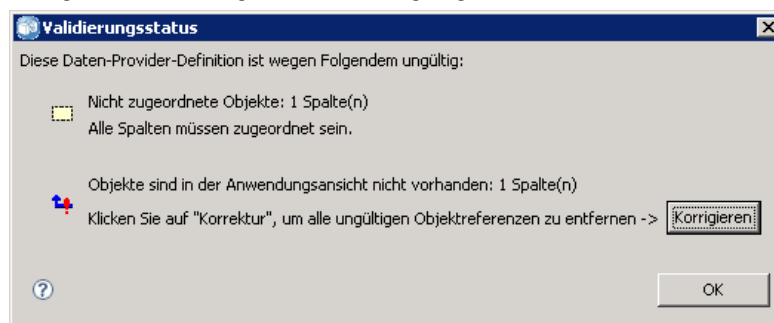 Validierungsstatus
Diese Daten-Provider-Definition ist wegen Folgendem ungültig:
Nicht zugeordnete Objekte: 1 Spalte(n)
Alle Spalten müssen zugeordnet sein.
Objekte sind in der Anwendungsansicht nicht vorhanden: 1 Spalte(n)
Klicken Sie auf "Korrektur", um alle ungültigen Objektreferenzen zu entfernen -> Korrigieren
? OK